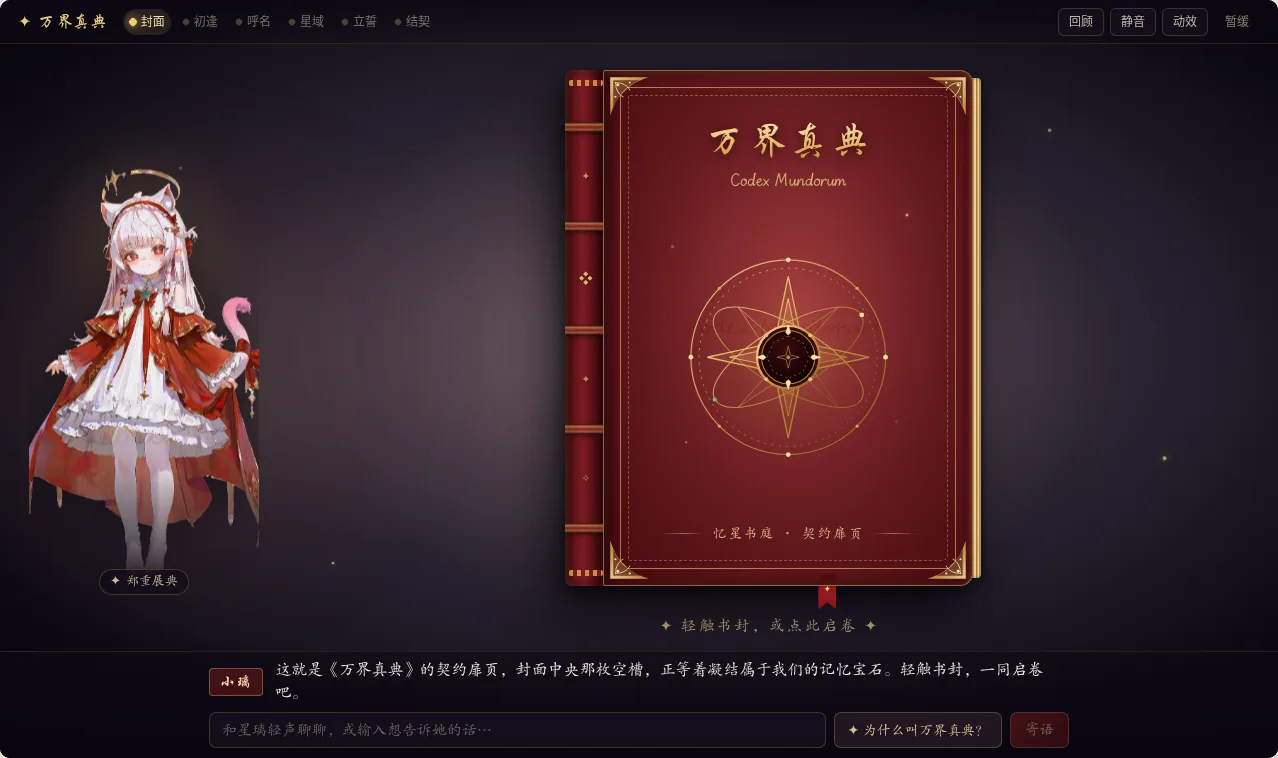 ✦ 万界真典 封面 初逢 呼名 星域 立誓 结契 回顾 静音 动效 暂缓
万界真典
Codex Mundorum
忆星书庭 · 契约扉页
✦ 郑重展典
✦ 轻触书封，或点此启卷 ✦
小璃
这就是《万界真典》的契约扉页，封面中央那枚空槽，正等着凝结属于我们的记忆宝石。轻触书封，一同启卷
吧。
和星璃轻声聊聊，或输入想告诉她的话… ✦ 为什么叫万界真典？ 寄语